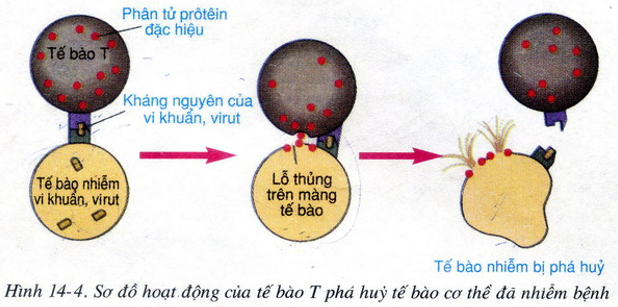 Phân tử prôtêin
đặc hiệu
Tế bào T
Kháng nguyên của
vi khuẩn, virut
Tế bào nhiễm
vi khuẩn, virut
Lỗ thủng
trên màng
tế bào
Tế bào nhiễm bị phá huỷ
Hình 14-4. Sơ đồ hoạt động của tế bào T phá huỷ tế bào cơ thể đã nhiễm bệnh